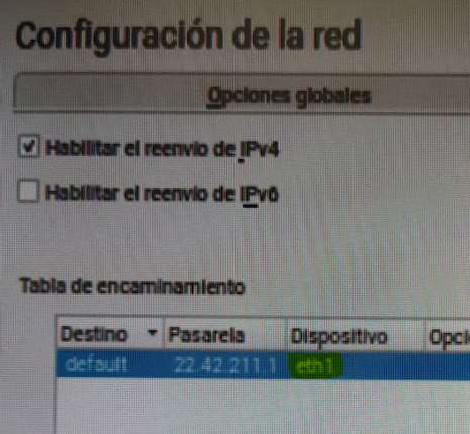 Configuración de la red
Opciones globales
Habilitar el reenvío de IPv4
Habilitar el reenvío de IPv6
Tabla de encaminamiento
Destino Pasarela Dispositivo Opci
default 22.42.211.1 eth1